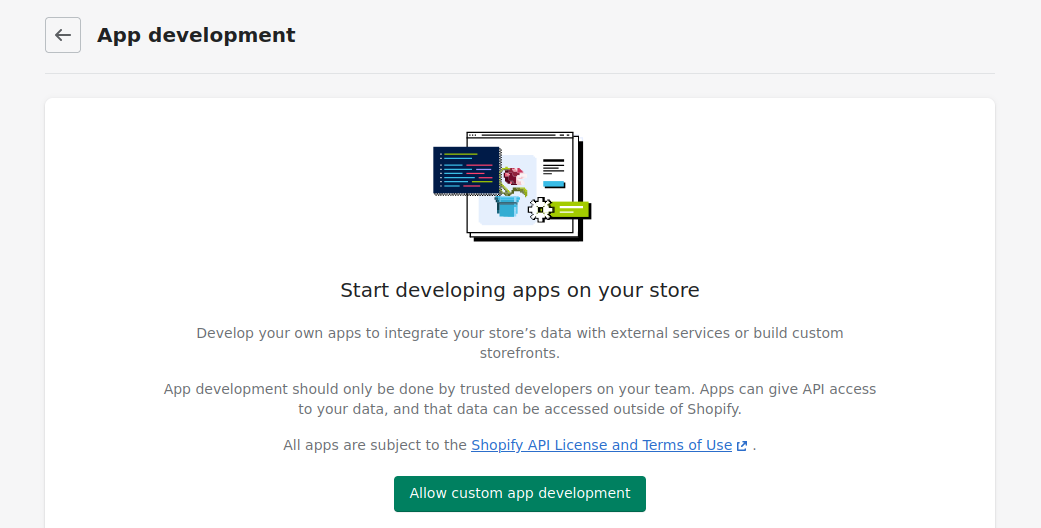 App development
Start developing apps on your store
Develop your own apps to integrate your store’s data with external services or build custom
storefronts.
App development should only be done by trusted developers on your team. Apps can give API access
to your data, and that data can be accessed outside of Shopify.
All apps are subject to the Shopify API License and Terms of Use .
Allow custom app development